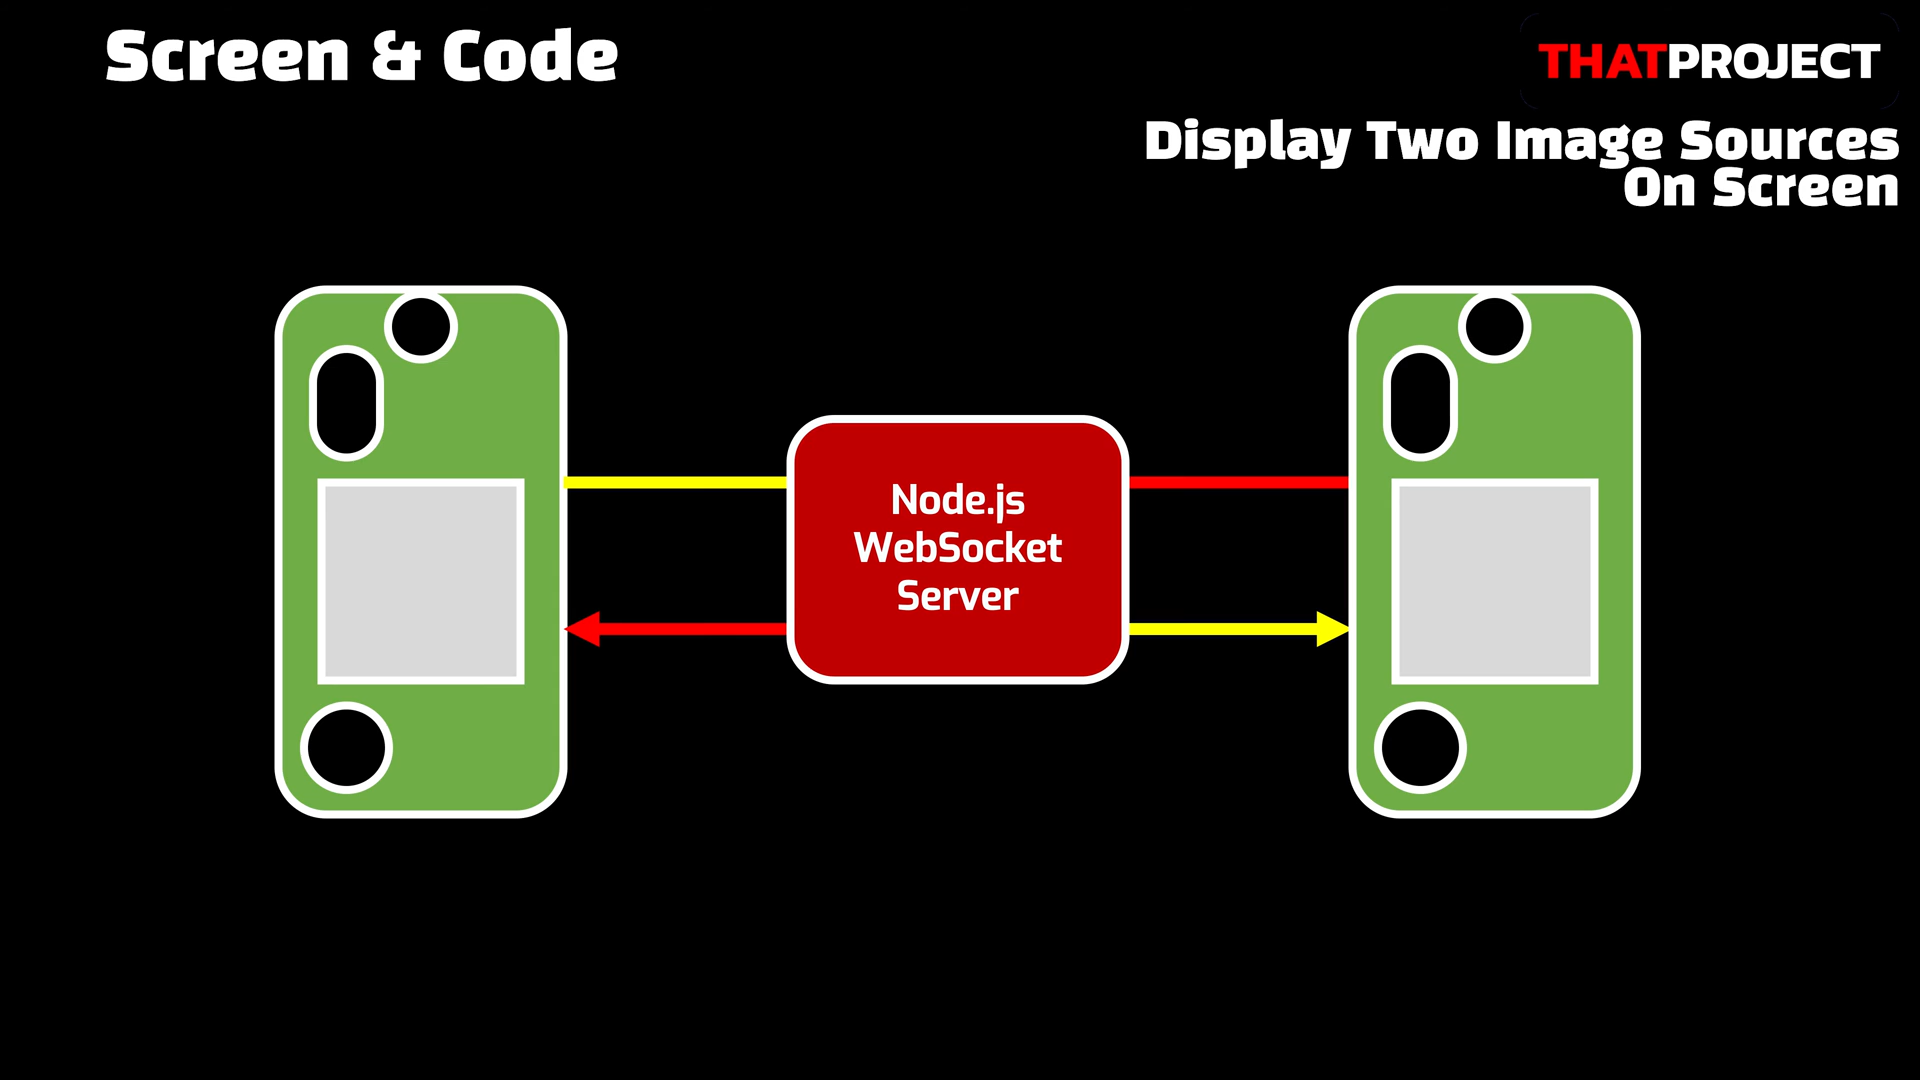 Screen & Code
THATPROJECT
Display Two Image Sources
On Screen
Node.js
WebSocket
Server